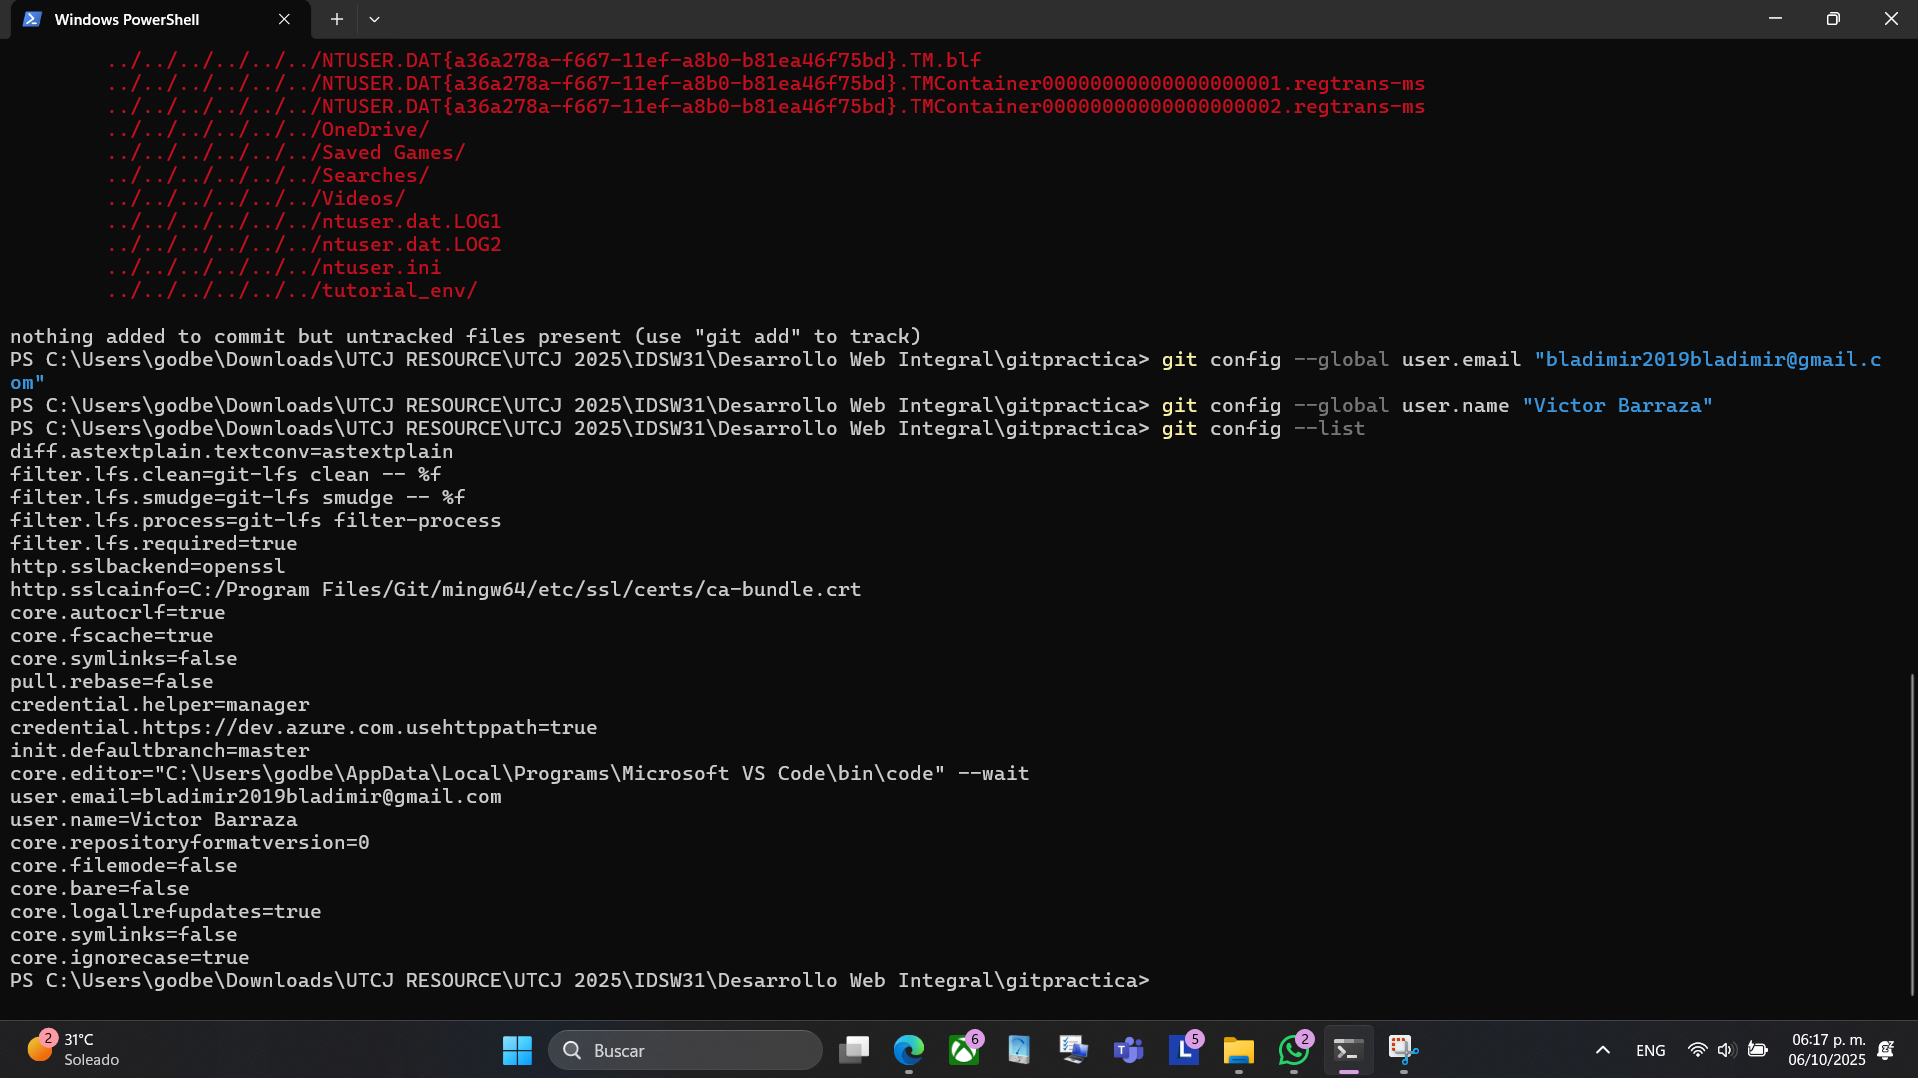 Windows PowerShell
../../../../../../NTUSER.DAT{a36a278a-f667-11ef-a8b0-b81ea46f75bd}.TM.blf
../../../../../../NTUSER.DAT{a36a278a-f667-11ef-a8b0-b81ea46f75bd}.TMContainer00000000000000000001.regtrans-ms
../../../../../../NTUSER.DAT{a36a278a-f667-11ef-a8b0-b81ea46f75bd}.TMContainer00000000000000000002.regtrans-ms
../../../../../../OneDrive/
../../../../../../Saved Games/
../../../../../../Searches/
../../../../../../Videos/
../../../../../../ntuser.dat.LOG1
../../../../../../ntuser.dat.LOG2
../../../../../../ntuser.ini
../../../../../../tutorial_env/
nothing added to commit but untracked files present (use "git add" to track)
PS C:\Users\godbe\Downloads\UTCJ RESOURCE\UTCJ 2025\IDSW31\Desarrollo Web Integral\gitpractica> git config --global user.email "bladimir2019bladimir@gmail.c
om"
PS C:\Users\godbe\Downloads\UTCJ RESOURCE\UTCJ 2025\IDSW31\Desarrollo Web Integral\gitpractica> git config --global user.name "Victor Barraza"
PS C:\Users\godbe\Downloads\UTCJ RESOURCE\UTCJ 2025\IDSW31\Desarrollo Web Integral\gitpractica> git config --list
diff.astextplain.textconv=astextplain
filter.lfs.clean=git-lfs clean -- %f
filter.lfs.smudge=git-lfs smudge -- %f
filter.lfs.process=git-lfs filter-process
filter.lfs.required=true
http.sslbackend=openssl
http.sslcainfo=C:/Program Files/Git/mingw64/etc/ssl/certs/ca-bundle.crt
core.autocrlf=true
core.fscache=true
core.symlinks=false
pull.rebase=false
credential.helper=manager
credential.https://dev.azure.com.usehttppath=true
init.defaultbranch=master
core.editor="C:\Users\godbe\AppData\Local\Programs\Microsoft VS Code\bin\code" --wait
user.email=bladimir2019bladimir@gmail.com
user.name=Victor Barraza
core.repositoryformatversion=0
core.filemode=false
core.bare=false
core.logallrefupdates=true
core.symlinks=false
core.ignorecase=true
PS C:\Users\godbe\Downloads\UTCJ RESOURCE\UTCJ 2025\IDSW31\Desarrollo Web Integral\gitpractica>
2 31°C
Soleado
Buscar
6
5
2
ENG
06:17 p. m.
06/10/2025